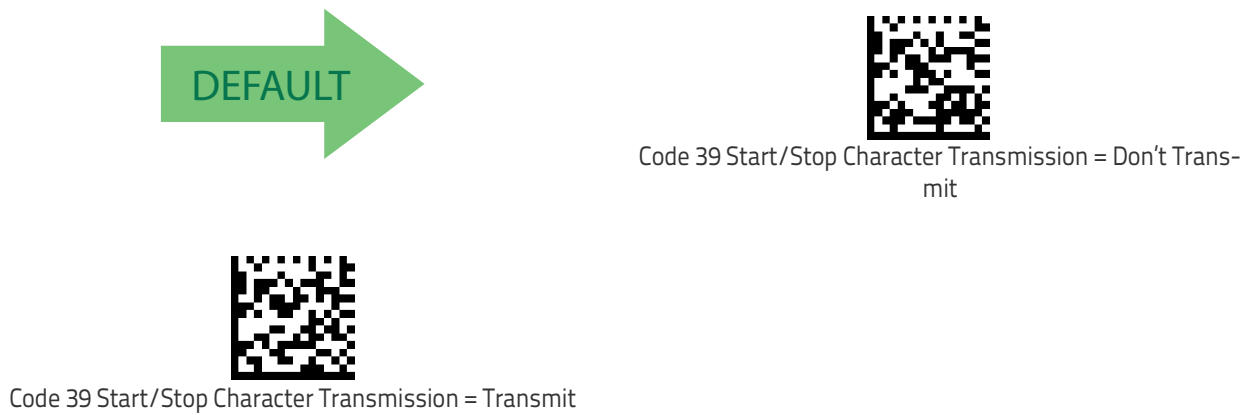 DEFAULT
Code 39 Start/Stop Character Transmission = Don’t Trans-
mit
Code 39 Start/Stop Character Transmission = Transmit